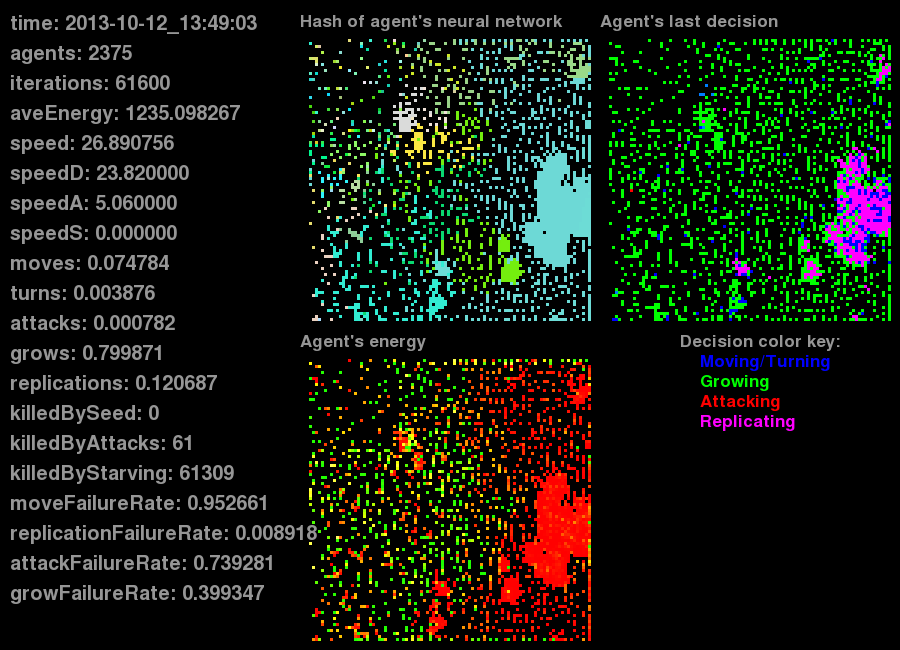 time: 2013-10-12_13:49:03
agents: 2375
iterations: 61600
aveEnergy: 1235.098267
speed: 26.890756
speedD: 23.820000
speedA: 5.060000
speedS: 0.000000
moves: 0.074784
turns: 0.003876
attacks: 0.000782
grows: 0.799871
replications: 0.120687
killedBySeed: 0
killedByAttacks: 61
killedByStarving: 61309
moveFailureRate: 0.952661
replicationFailureRate: 0.008918
attackFailureRate: 0.739281
growFailureRate: 0.399347
Hash of agent's neural network
Agent's last decision
Agent's energy
Decision color key:
Moving/Turning
Growing
Attacking
Replicating